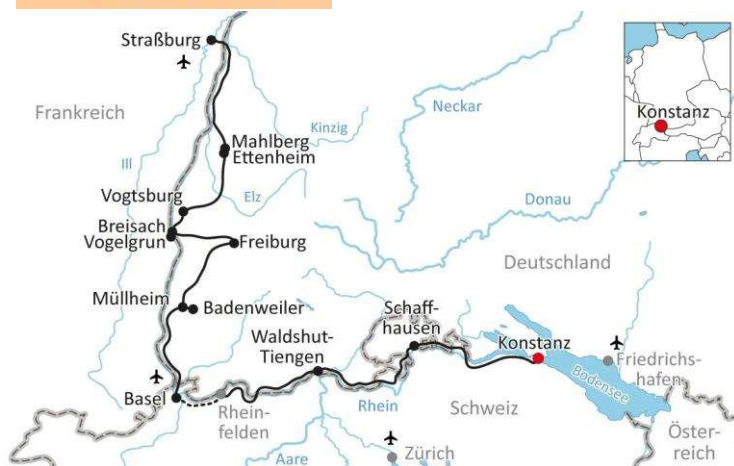 Straßburg
Frankreich
Kinzig
Neckar
Konstanz
Mahlberg
Ettenheim
Ill
Elz
Vogtsburg
Donau
Breisach
Vogelgrun
Freiburg
Deutschland
Müllheim
Badenweiler
Schaff-
hausen
Waldshut-
Tiengen
Konstanz
Friedrichs-
hafen
Bodensee
Basel
Rhein-
felden
Rhein
Schweiz
Öster-
reich
Aare
Zürich